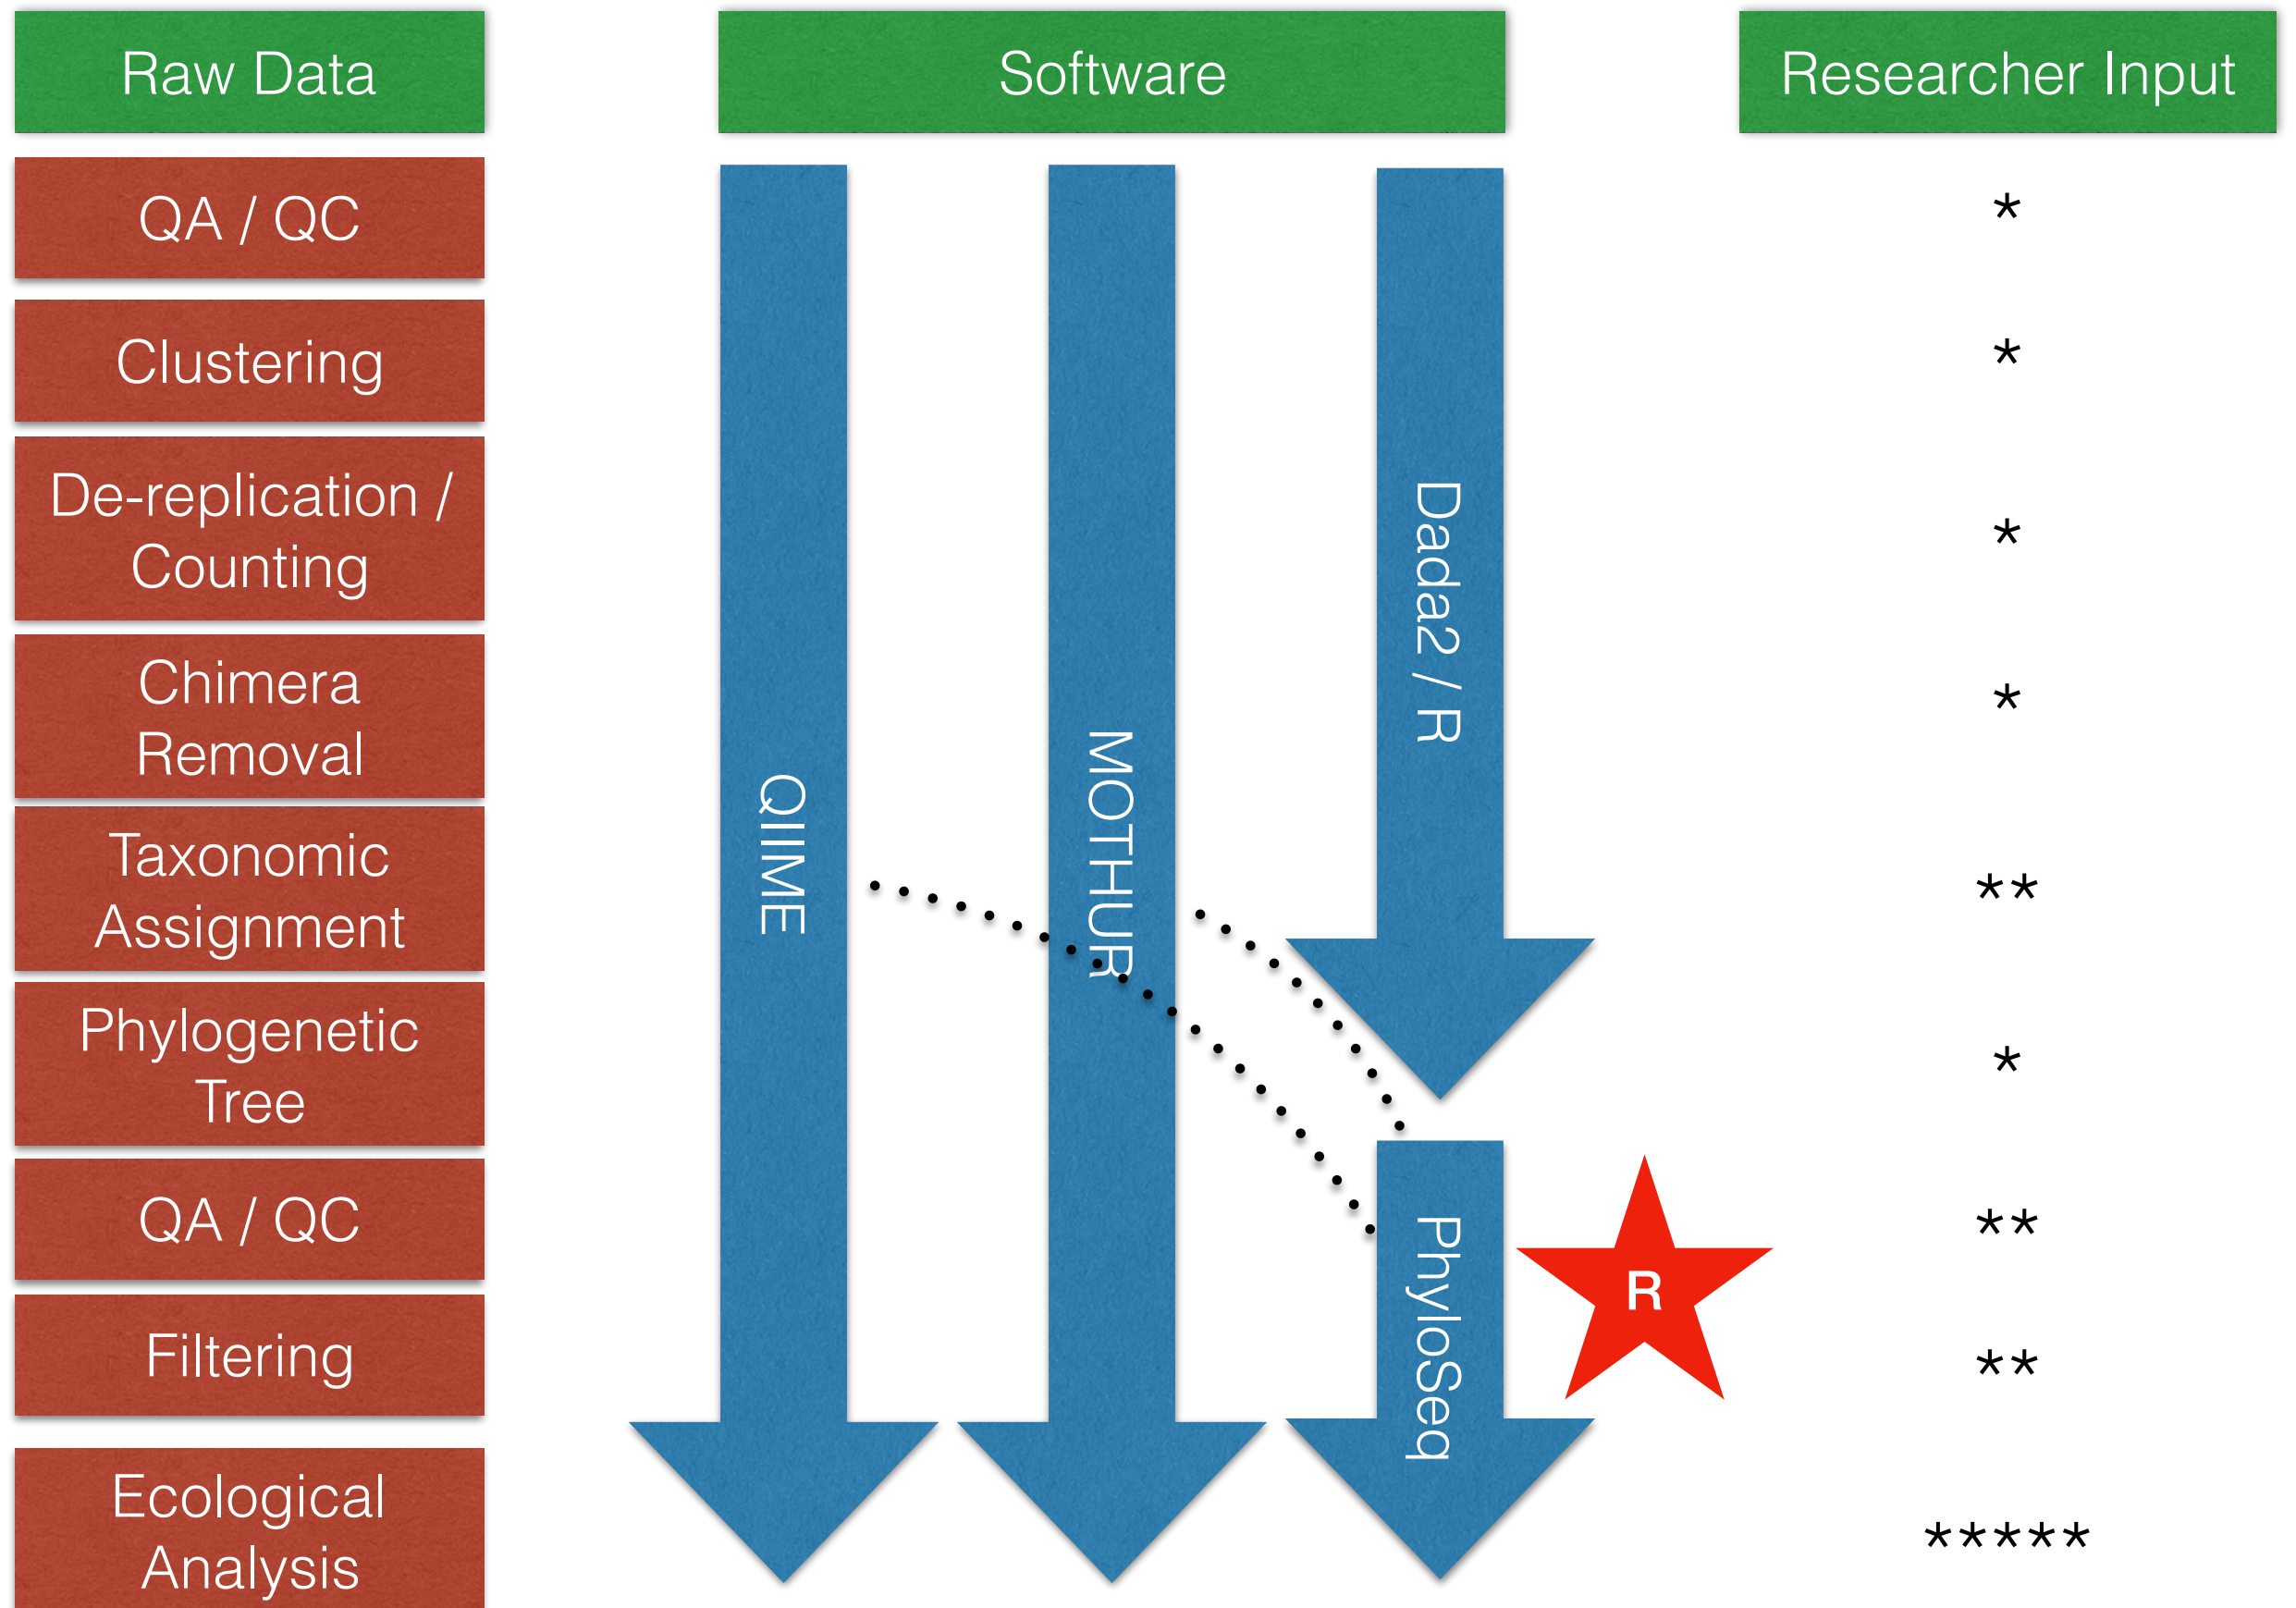 Raw Data
Software
Researcher Input
QA / QC
*
Clustering
*
De-replication /
Counting
*
Chimera
Removal
*
Taxonomic
Assignment
**
Phylogenetic
Tree
*
QA / QC
**
Filtering
**
Ecological
Analysis
*****
QIIME
MOTHUR
Dada2 / R
PhyloSeq
R